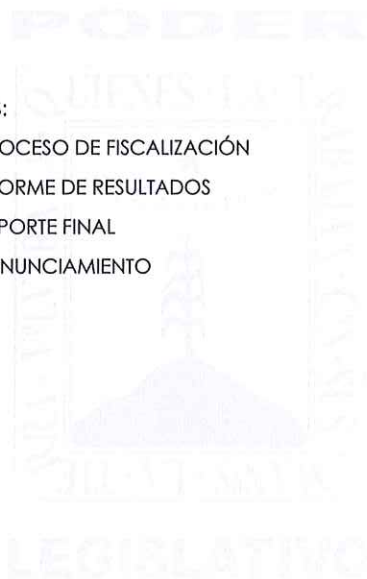 PODER
S:
OCESO DE FISCALIZACIÓN
ORME DE RESULTADOS
PORTE FINAL
NUNCIAMIENTO
LEGISLATIVO